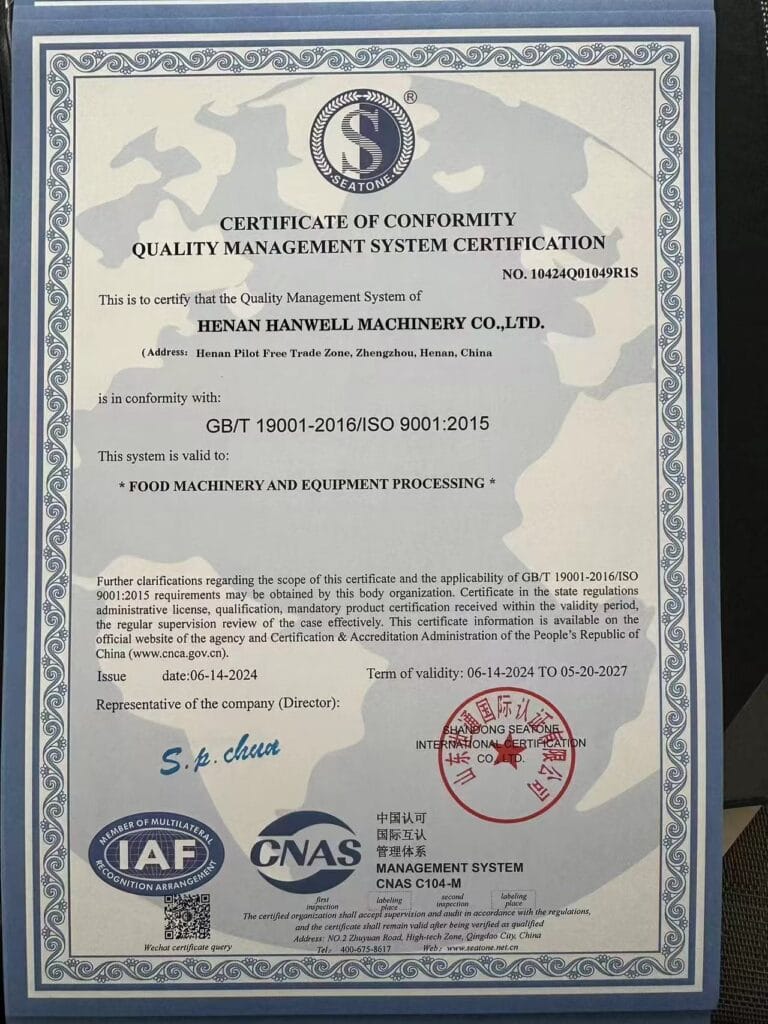 ®
SEATONE
CERTIFICATE OF CONFORMITY
QUALITY MANAGEMENT SYSTEM CERTIFICATION
NO. 10424Q01049R1S
This is to certify that the Quality Management System of
HENAN HANWELL MACHINERY CO.,LTD.
(Address: Henan Pilot Free Trade Zone, Zhengzhou, Henan, China
is in conformity with:
GB/T 19001-2016/ISO 9001:2015
This system is valid to:
* FOOD MACHINERY AND EQUIPMENT PROCESSING *
Further clarifications regarding the scope of this certificate and the applicability of GB/T 19001-2016/ISO
9001:2015 requirements may be obtained by this body organization. Certificate in the state regulations
administrative license, qualification, mandatory product certification received within the validity period,
the regular supervision review of the case effectively. This certificate information is available on the
official website of the agency and Certification & Accreditation Administration of the People's Republic of
China (www.cnca.gov.cn).
Issue date:06-14-2024
Term of validity: 06-14-2024 TO 05-20-2027
Representative of the company (Director):
S.p.chun
SHANDONG SEATONE
INTERNATIONAL CERTIFICATION
CO., LTD.
国际认证有限公司
MEMBER OF MULTILATERAL
IAF
RECOGNITION ARRANGEMENT
CNAS
中国认可
国际互认
管理体系
MANAGEMENT SYSTEM
CNAS C104-M
first inspection
labeling place
second inspection
labeling place
The certified organization shall accept supervision and audit in accordance with the regulations,
and the certificate shall remain valid after being verified as qualified
Address: NO.2 Zhuyuan Road, High-tech Zone, Qingdao City, China
Wechat certificate query
Tel: 400-675-8617 Web: www.seatone.net.cn